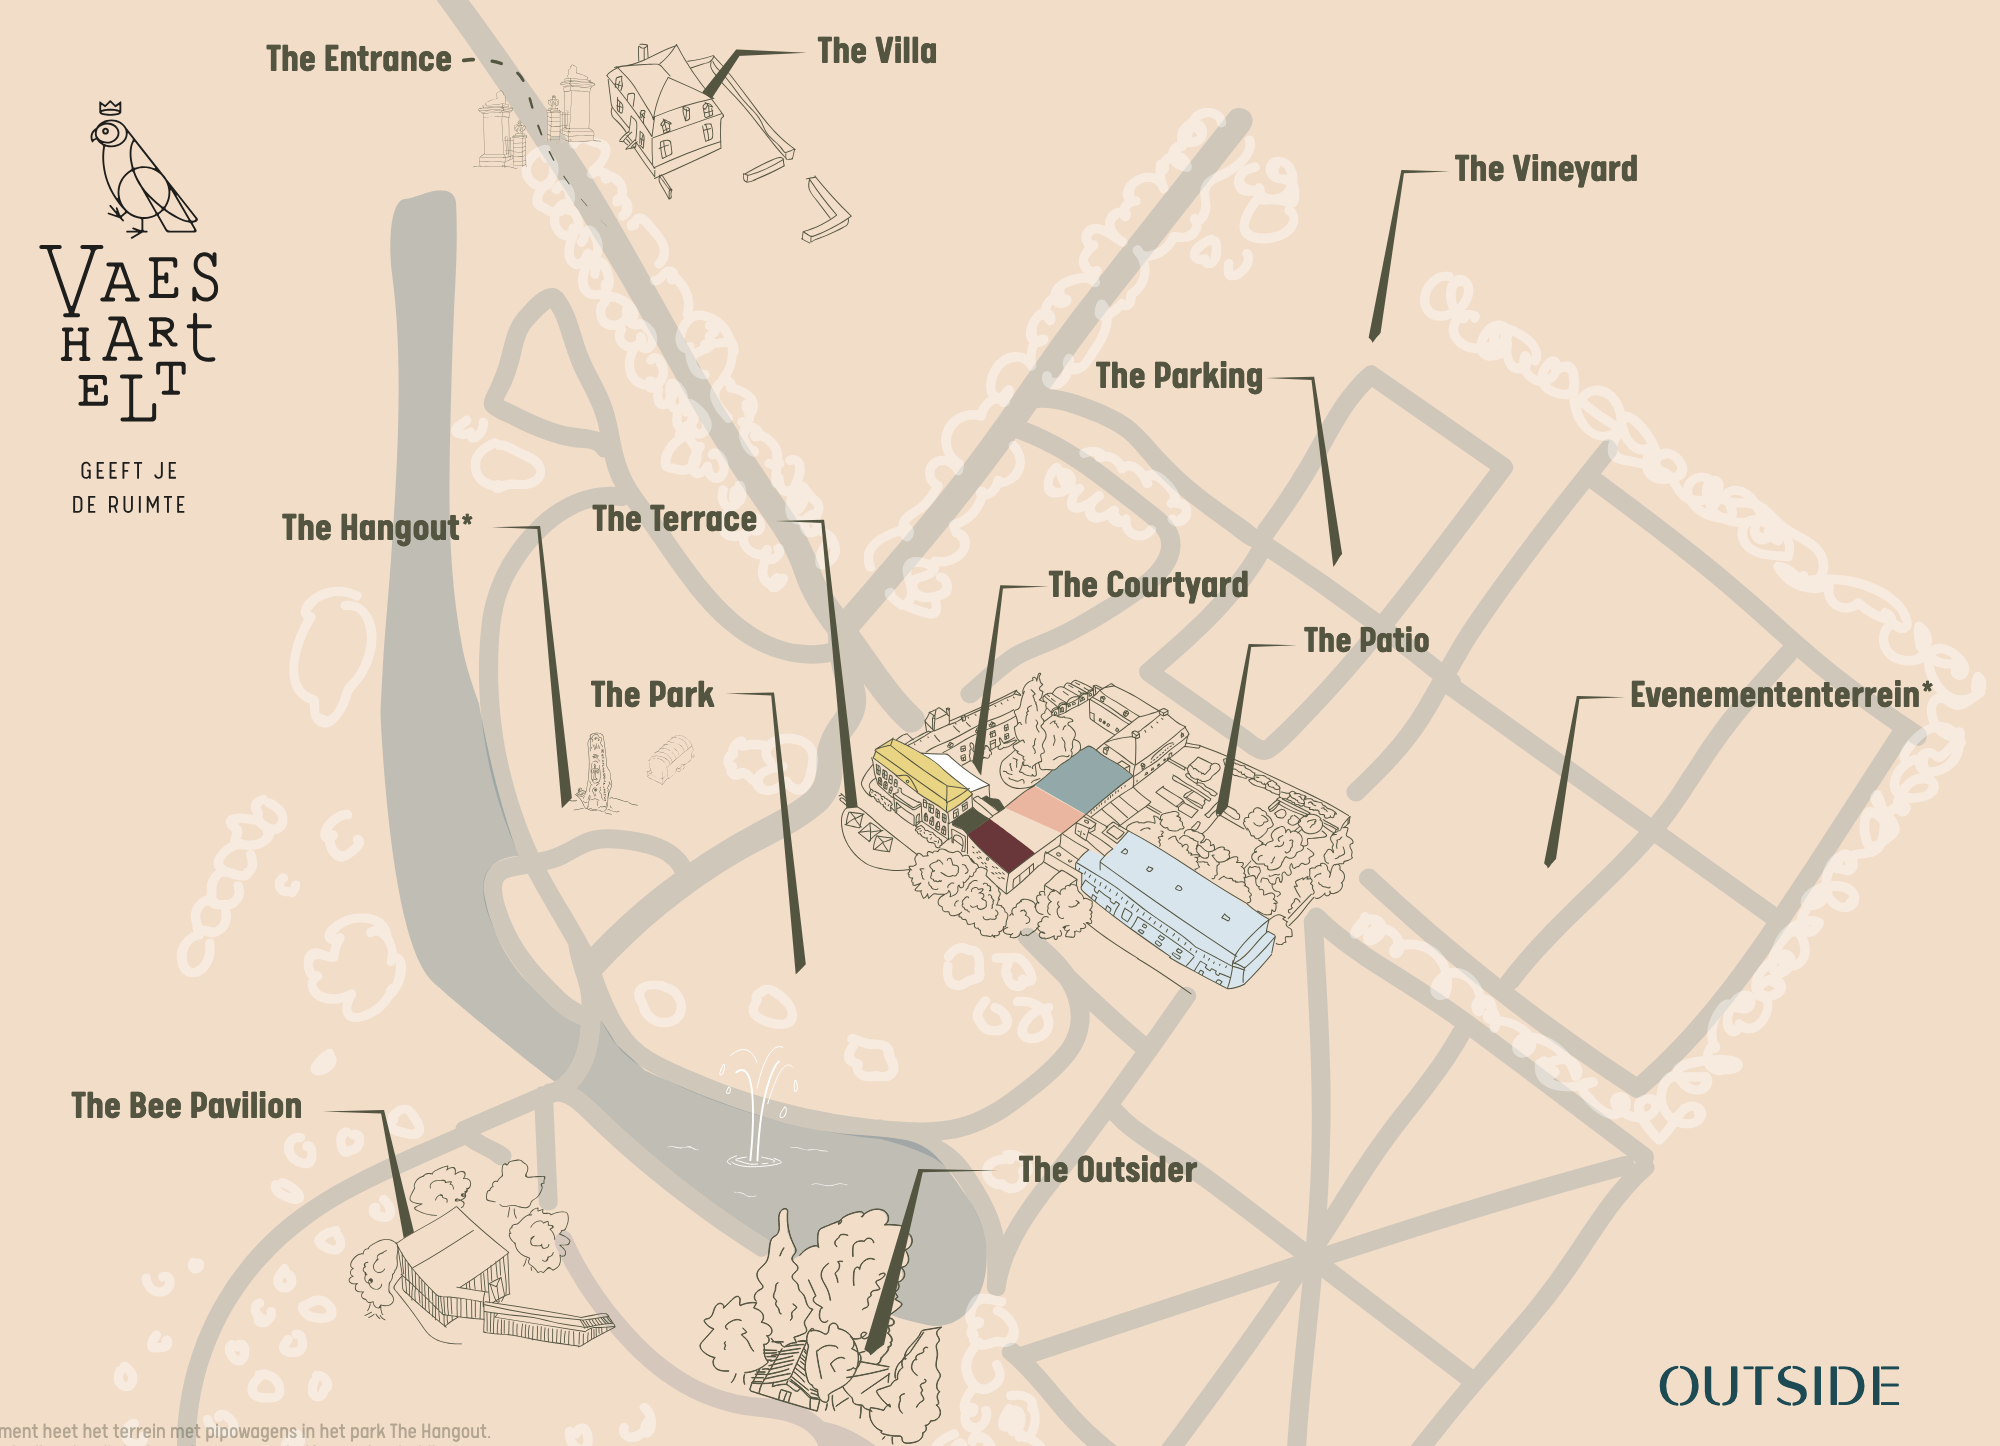 The Entrance
The Villa
VAES
HARt
ELT
GEEFT JE
DE RUIMTE
The Vineyard
The Parking
The Hangout*
The Terrace
The Courtyard
The Patio
The Park
Evenemententerrein*
The Bee Pavilion
The Outsider
OUTSIDE
ment heet het terrein met pipowagens in het park The Hangout.